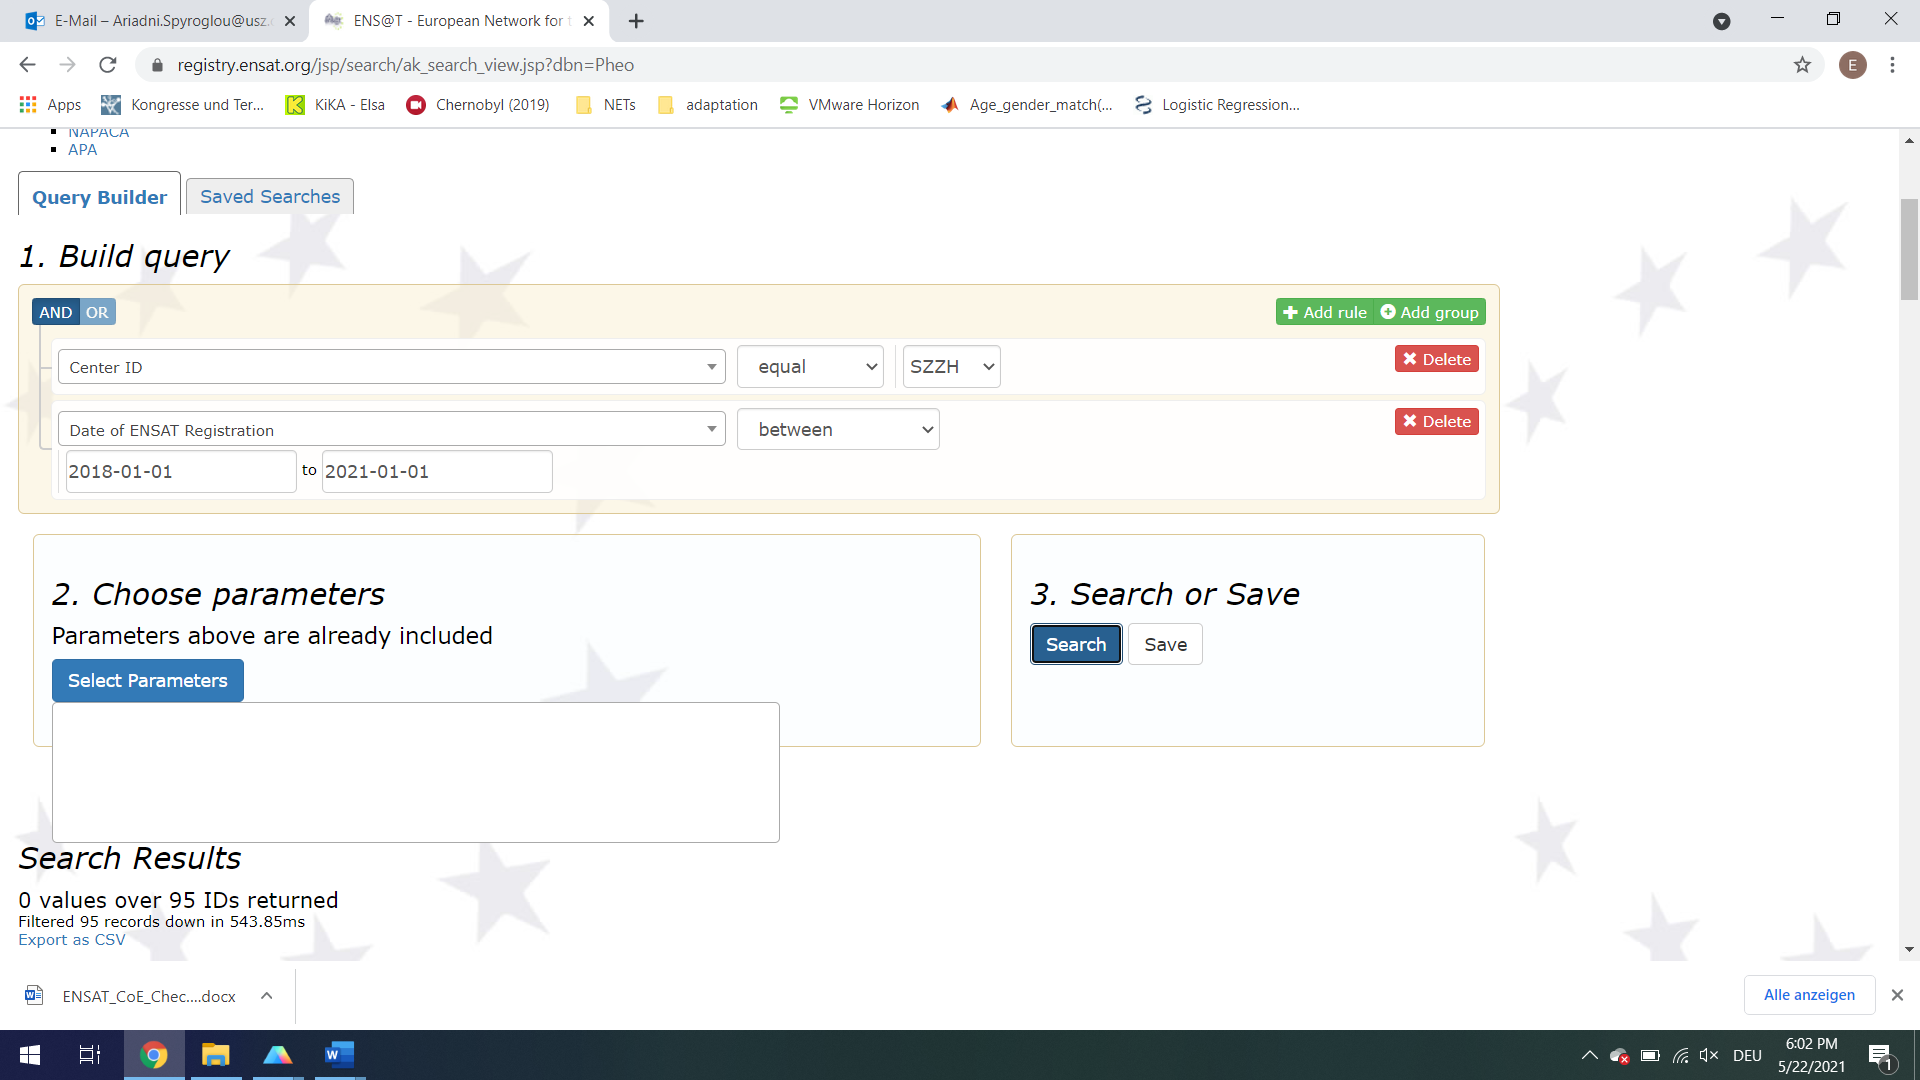 E-Mail – Ariadni.Spyroglou@usz.
ENS@T - European Network for t
registry.ensat.org/jsp/search/ak_search_view.jsp?dbn=Pheo
E
Apps
Kongresse und Ter...
KiKA - Elsa
Chernobyl (2019)
NETs
adaptation
VMware Horizon
Age_gender_match(...
Logistic Regression...
NAPACA
APA
Query Builder
Saved Searches
1. Build query
AND OR
Add rule Add group
Center ID equal SZZH Delete
Date of ENSAT Registration between Delete
2018-01-01 to 2021-01-01
2. Choose parameters
Parameters above are already included
Select Parameters
3. Search or Save
Search Save
Search Results
0 values over 95 IDs returned
Filtered 95 records down in 543.85ms
Export as CSV
ENSAT_CoE_Chec....docx
Alle anzeigen
DEU
6:02 PM
5/22/2021
1